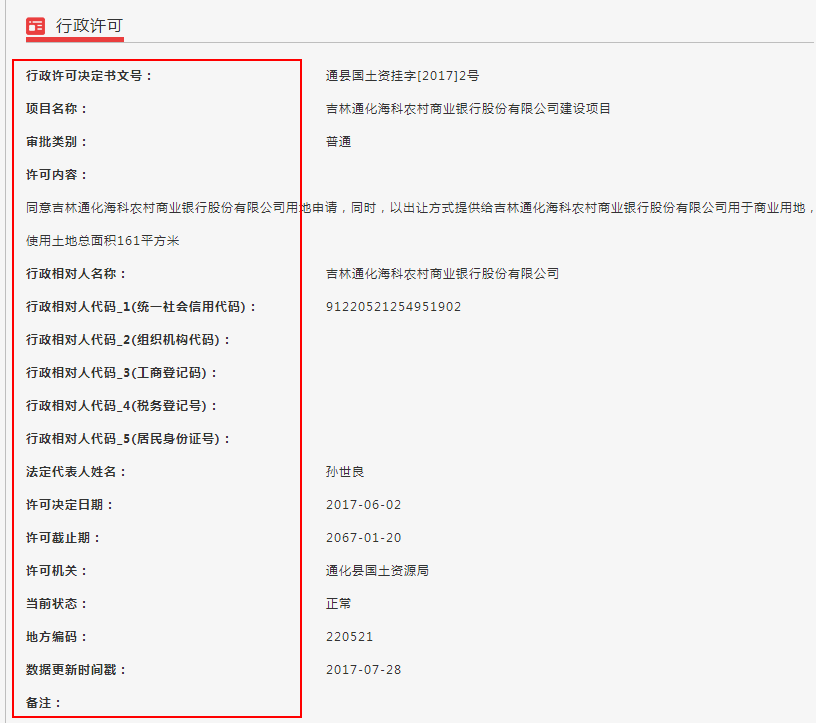 行政许可
行政许可决定书文号： 通县国土资挂字[2017]2号
项目名称： 吉林通化海科农村商业银行股份有限公司建设项目
审批类别： 普通
许可内容：
同意吉林通化海科农村商业银行股份有限公司用地申请，同时，以出让方式提供给吉林通化海科农村商业银行股份有限公司用于商业用地，
使用土地总面积161平方米
行政相对人名称： 吉林通化海科农村商业银行股份有限公司
行政相对人代码_1(统一社会信用代码)： 91220521254951902
行政相对人代码_2(组织机构代码)：
行政相对人代码_3(工商登记码)：
行政相对人代码_4(税务登记号)：
行政相对人代码_5(居民身份证号)：
法定代表人姓名： 孙世良
许可决定日期： 2017-06-02
许可截止期： 2067-01-20
许可机关： 通化县国土资源局
当前状态： 正常
地方编码： 220521
数据更新时间戳： 2017-07-28
备注：